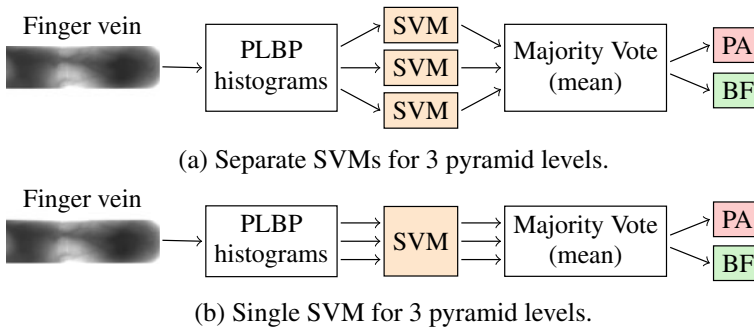 Finger vein
PLBP
histograms
SVM
SVM
SVM
Majority Vote
(mean)
PA
BF
(a) Separate SVMs for 3 pyramid levels.
Finger vein
PLBP
histograms
SVM
Majority Vote
(mean)
PA
BF
(b) Single SVM for 3 pyramid levels.